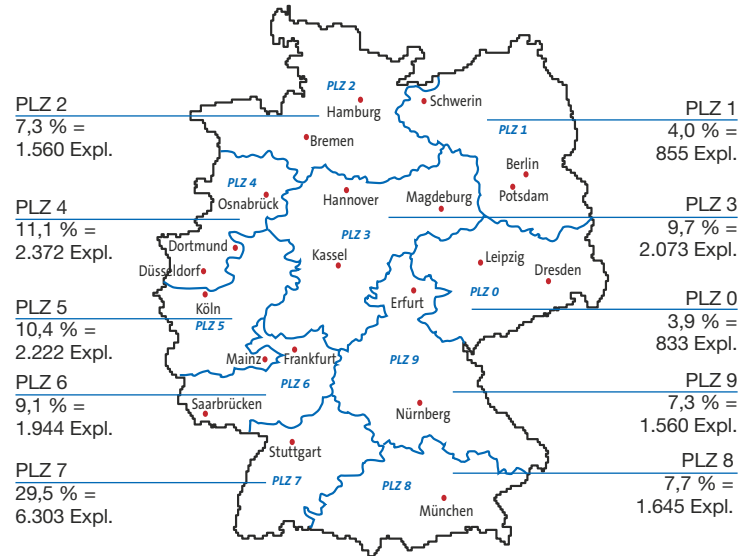 PLZ 2
7,3 % =
1.560 Expl.
PLZ 4
11,1 % =
2.372 Expl.
PLZ 5
10,4 % =
2.222 Expl.
PLZ 6
9,1 % =
1.944 Expl.
PLZ 7
29,5 % =
6.303 Expl.
PLZ 2
Hamburg
Bremen
Schwerin
PLZ 1
Berlin
Potsdam
PLZ 4
Osnabrück
Hannover
Magdeburg
PLZ 3
Kassel
Dortmund
Düsseldorf
Köln
PLZ 5
Leipzig
Dresden
PLZ 0
Erfurt
Mainz
Frankfurt
PLZ 6
Saarbrücken
PLZ 9
Nürnberg
Stuttgart
PLZ 7
PLZ 8
München
PLZ 1
4,0 % =
855 Expl.
PLZ 3
9,7 % =
2.073 Expl.
PLZ 0
3,9 % =
833 Expl.
PLZ 9
7,3 % =
1.560 Expl.
PLZ 8
7,7 % =
1.645 Expl.